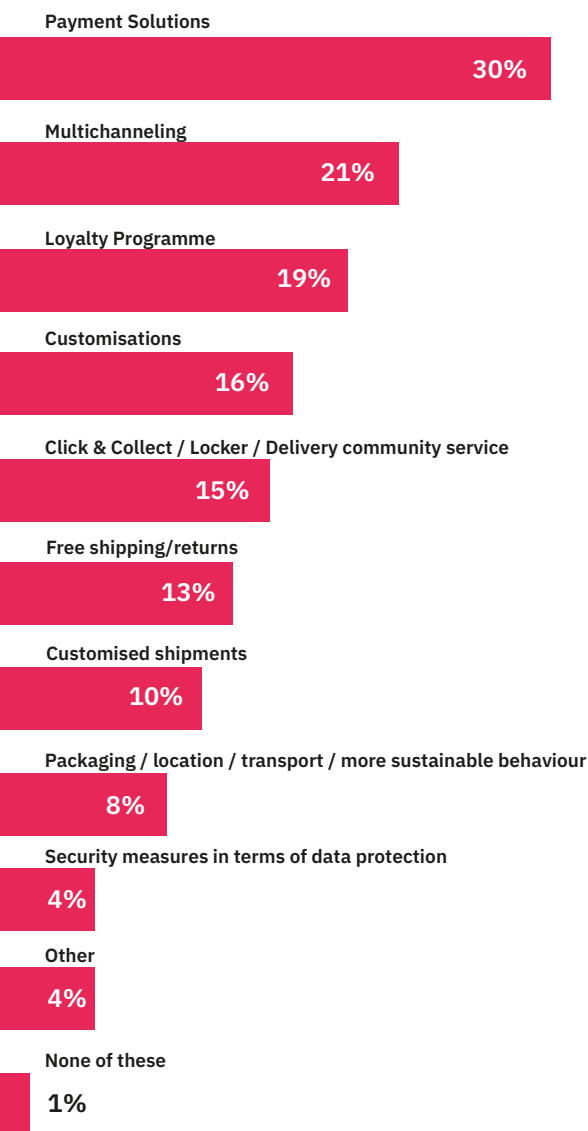 Payment Solutions
30%
Multichanneling
21%
Loyalty Programme
19%
Customisations
16%
Click & Collect / Locker / Delivery community service
15%
Free shipping/returns
13%
Customised shipments
10%
Packaging / location / transport / more sustainable behaviour
8%
Security measures in terms of data protection
4%
Other
4%
None of these
1%